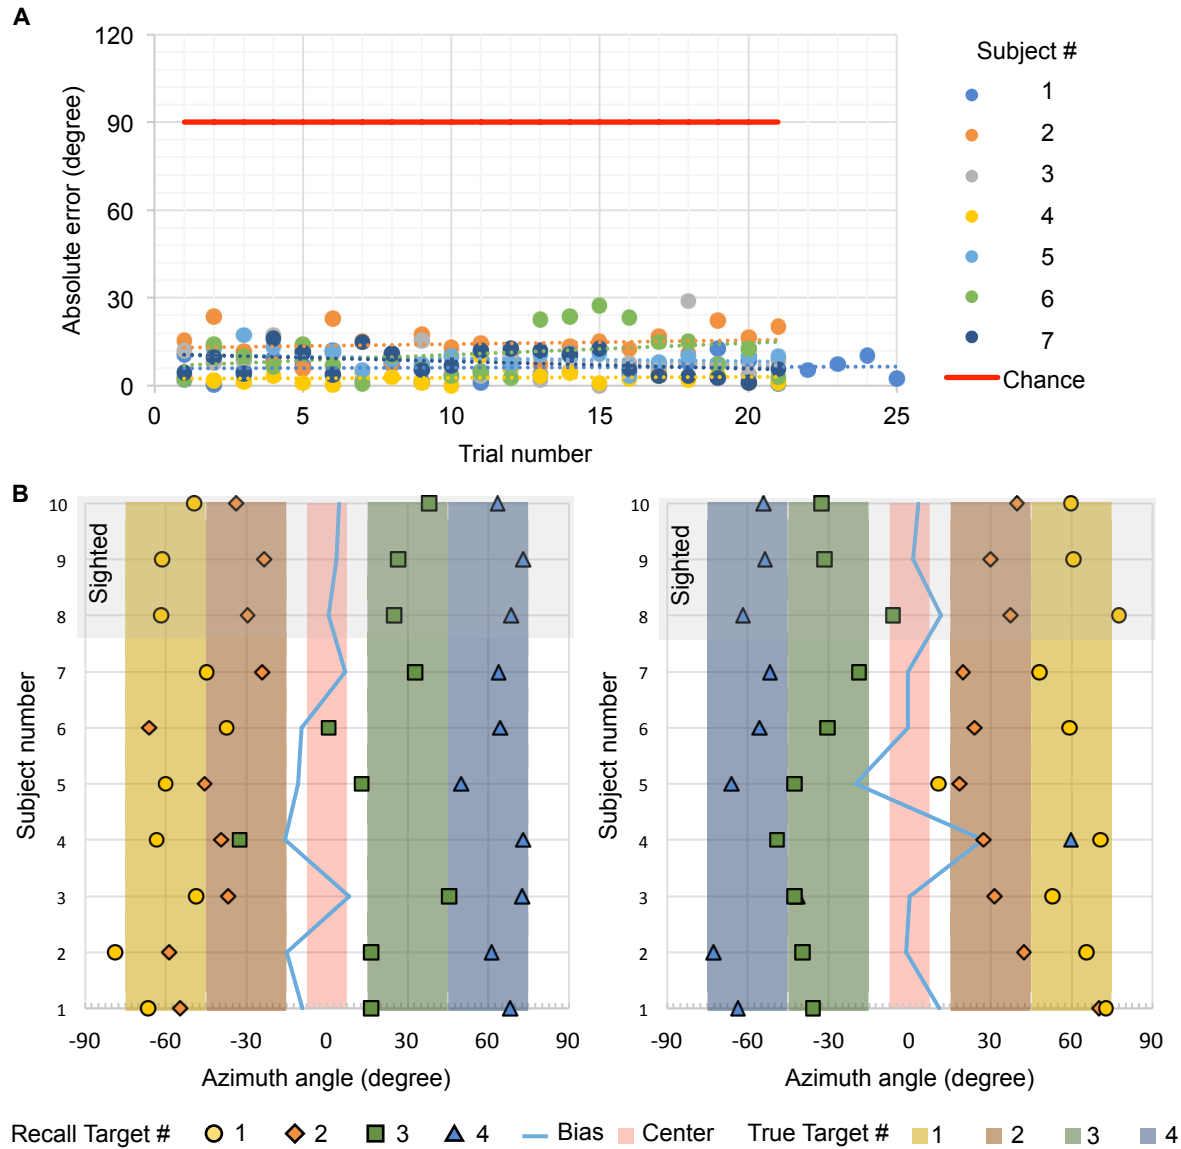 A
120
90
60
30
0
0 5 10 15 20 25
Absolute error (degree)
Trial number
Subject #
1
2
3
4
5
6
7
Chance
B
10
9
8
7
6
5
4
3
2
1
Sighted
Subject number
-90 -60 -30 0 30 60 90
Azimuth angle (degree)
10
9
8
7
6
5
4
3
2
1
Sighted
Subject number
-90 -60 -30 0 30 60 90
Azimuth angle (degree)
Recall Target # 1 2 3 4 Bias Center True Target # 1 2 3 4